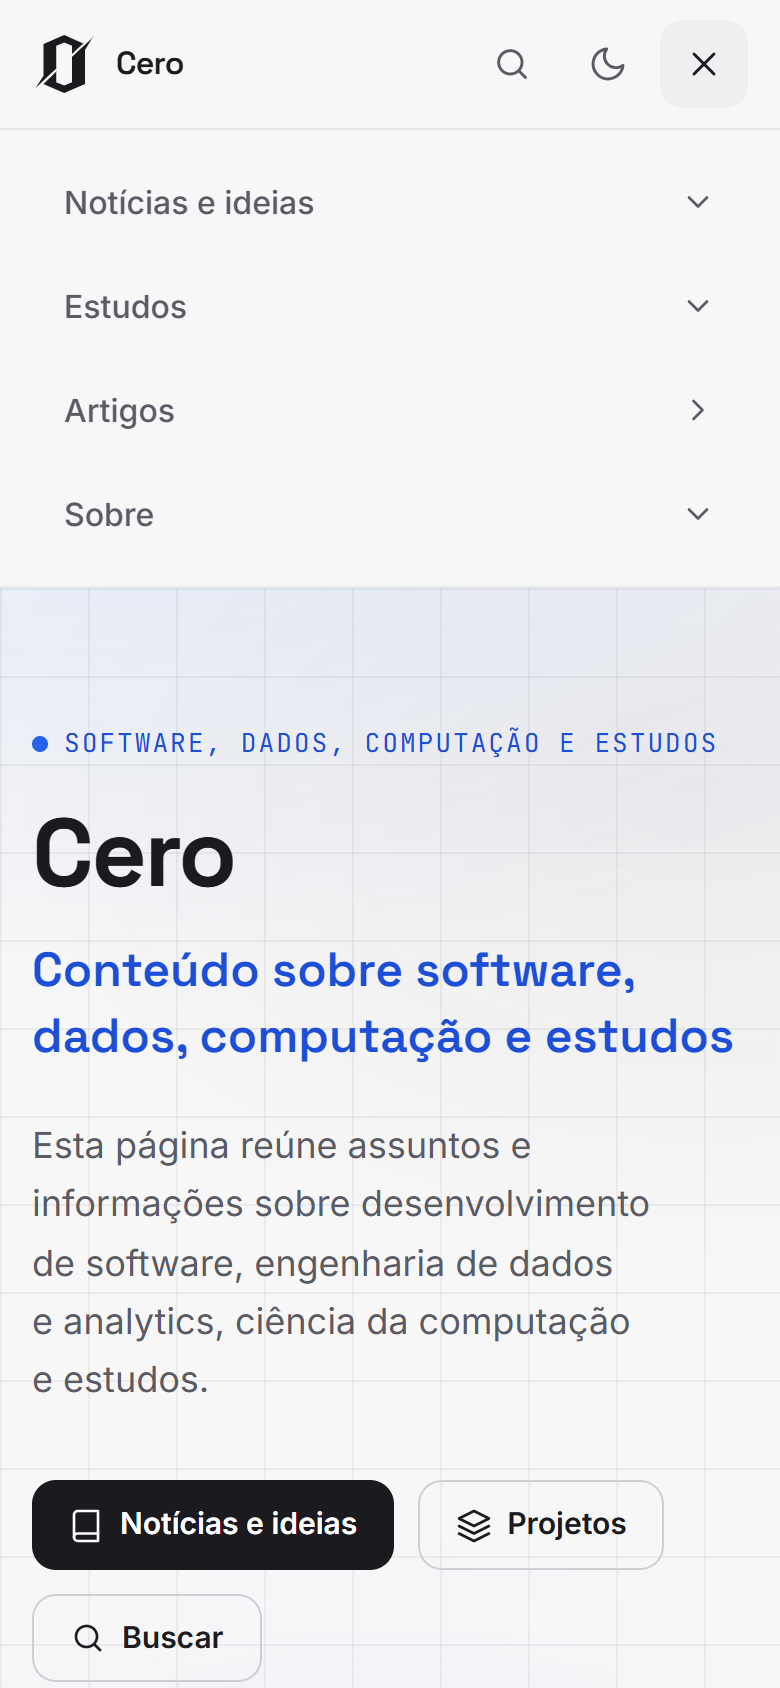 Cero
Notícias e ideias
Estudos
Artigos
Sobre
SOFTWARE, DADOS, COMPUTAÇÃO E ESTUDOS
Cero
Conteúdo sobre software,
dados, computação e estudos
Esta página reúne assuntos e
informações sobre desenvolvimento
de software, engenharia de dados
e analytics, ciência da computação
e estudos.
Notícias e ideias
Projetos
Buscar